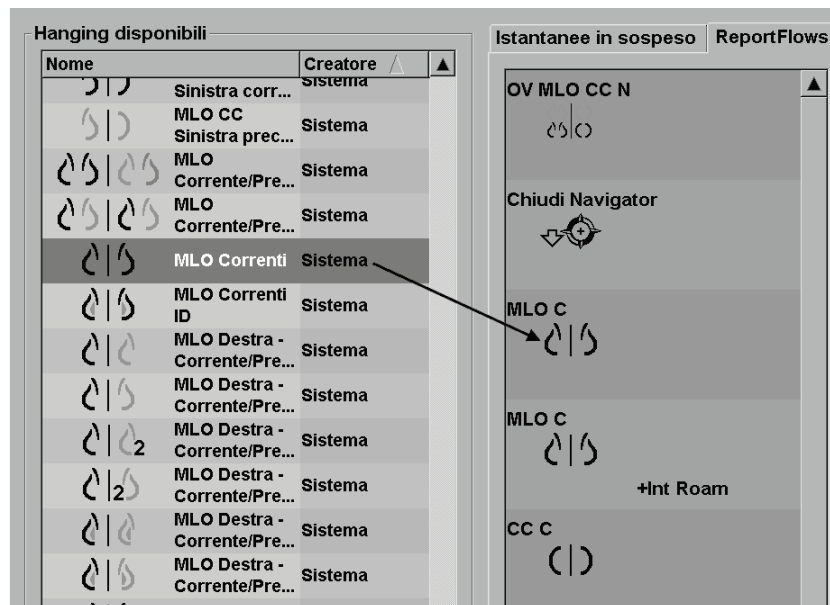 Hanging disponibili
Nome Creatore
Sinistra corr... Sistema
MLO CC
Sinistra prec... Sistema
MLO
Corrente/Pre... Sistema
MLO
Corrente/Pre... Sistema
MLO Correnti Sistema
MLO Correnti
ID Sistema
MLO Destra -
Corrente/Pre... Sistema
MLO Destra -
Corrente/Pre... Sistema
2 MLO Destra -
Corrente/Pre... Sistema
2 MLO Destra -
Corrente/Pre... Sistema
MLO Destra -
Corrente/Pre... Sistema
MLO Destra -
Corrente/Pre... Sistema
Istantanee in sospeso ReportFlows
OV MLO CC N
Chiudi Navigator
MLO C
MLO C
+Int Roam
CC C